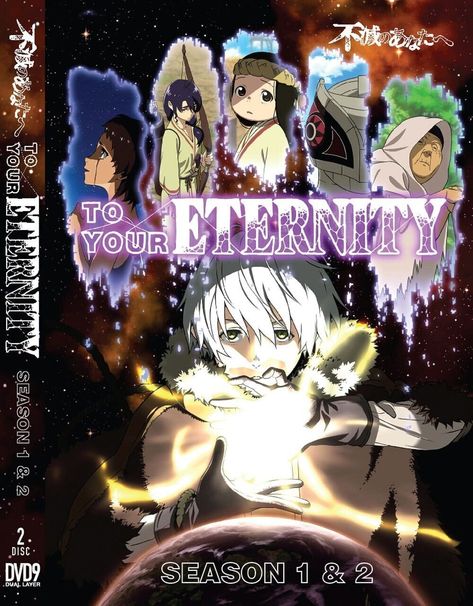 不滅のあなたへ
TO
YOUR
ETERNITY
SEASON 1 & 2
2
DISC
DVD9
DUAL LAYER
不滅のあなたへ
TO
YOUR
ETERNITY
SEASON 1 & 2